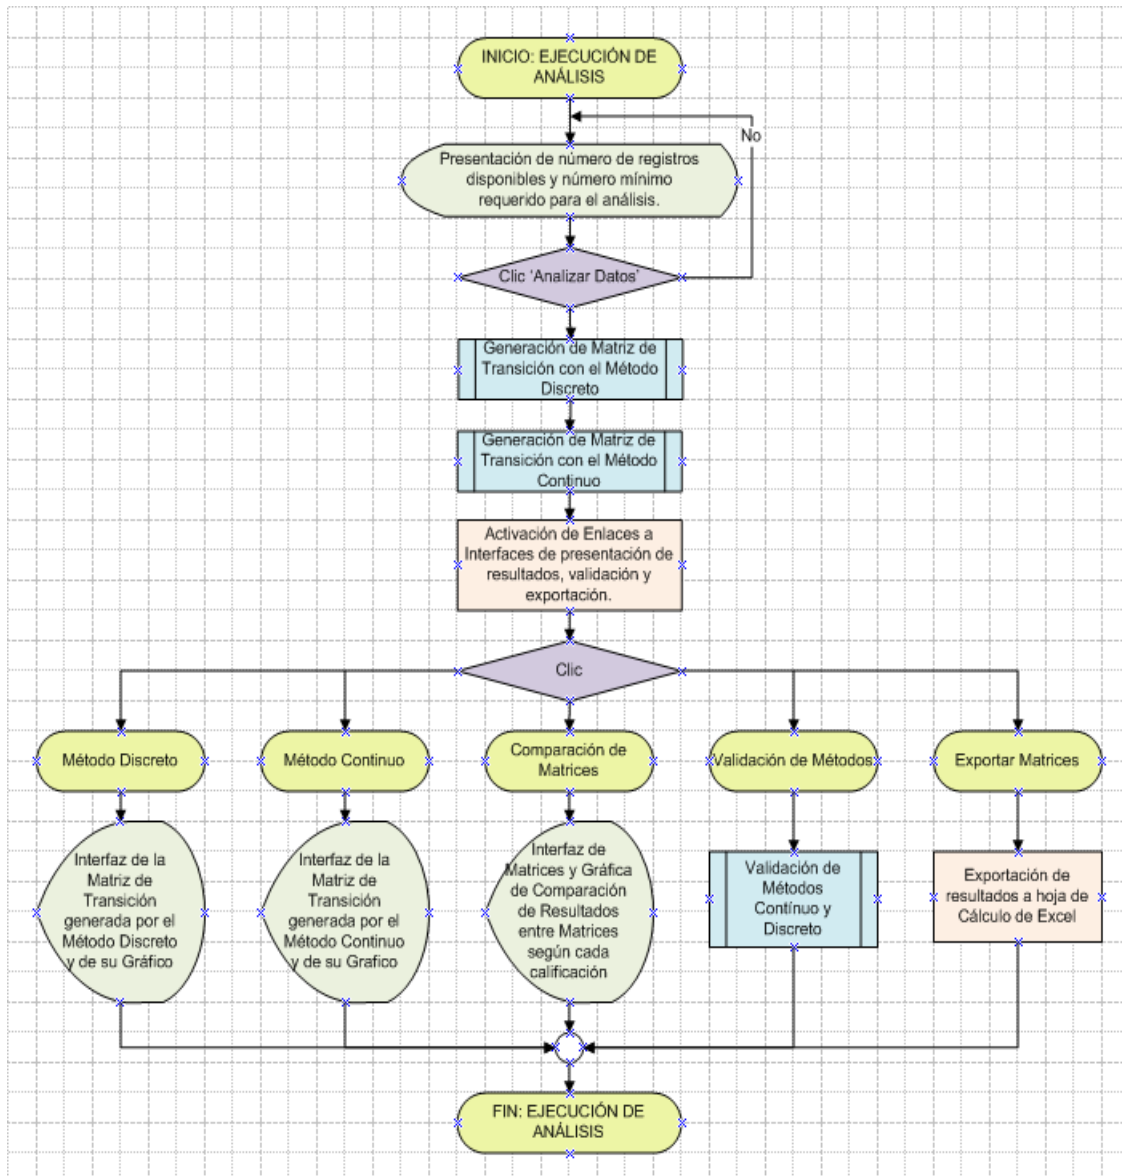 INICIO: EJECUCIÓN DE
ANÁLISIS
No
Presentación de número de registros
disponibles y número mínimo
requerido para el análisis.
Clic ‘Analizar Datos’
Generación de Matriz de
Transición con el Método
Discreto
Generación de Matriz de
Transición con el Método
Continuo
Activación de Enlaces a
Interfaces de presentación de
resultados, validación y
exportación.
Clic
Método Discreto
Método Continuo
Comparación de
Matrices
Validación de Métodos
Exportar Matrices
Interfaz de la
Matriz de
Transición
generada por el
Método Discreto
y de su Gráfico
Interfaz de la
Matriz de
Transición
generada por el
Método Continuo
y de su Grafico
Interfaz de
Matrices y Gráfica
de Comparación
de Resultados
entre Matrices
según cada
calificación
Validación de
Métodos
Contínuo y
Discreto
Exportación de
resultados a hoja de
Cálculo de Excel
FIN: EJECUCIÓN DE
ANÁLISIS